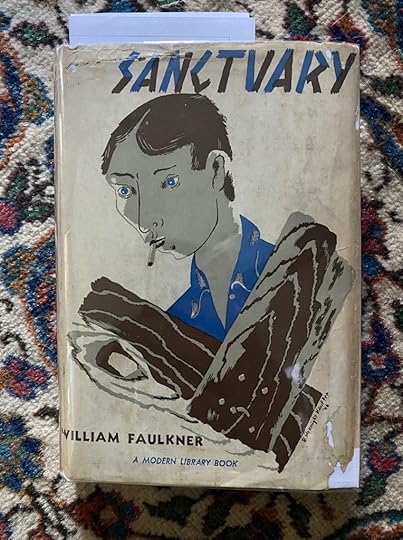 SANCTUARY
WILLIAM FAULKNER
A MODERN LIBRARY BOOK